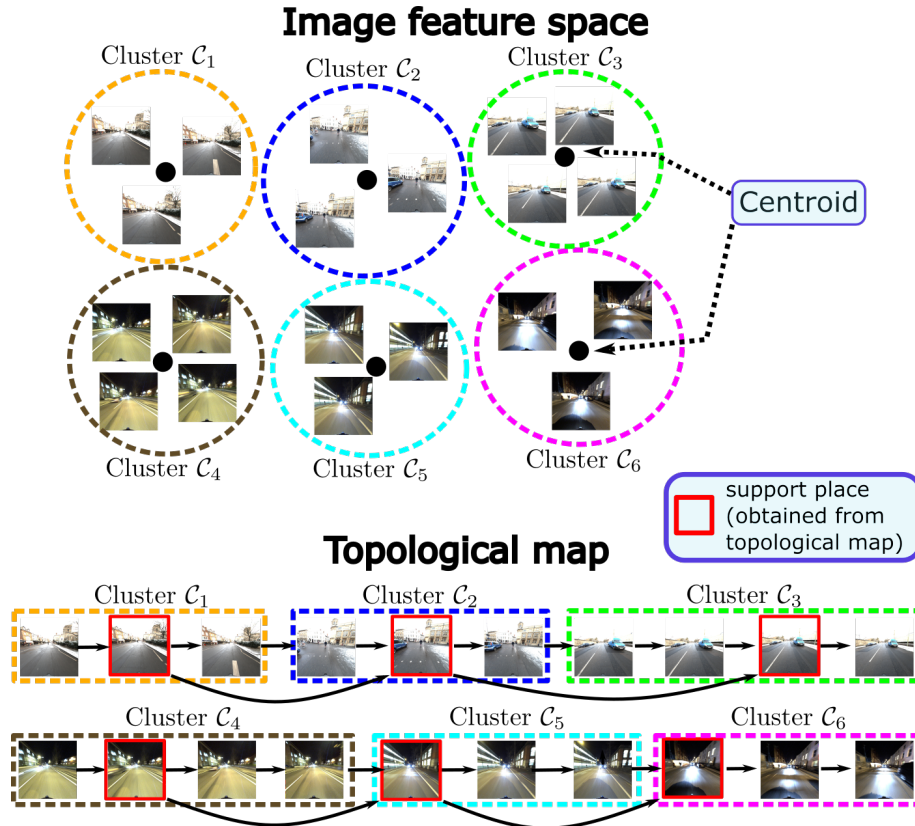 Image feature space
Cluster 𝒞₁
Cluster 𝒞₂
Cluster 𝒞₃
Centroid
Cluster 𝒞₄
Cluster 𝒞₅
Cluster 𝒞₆
support place
(obtained from
topological map)
Topological map
Cluster 𝒞₁
Cluster 𝒞₂
Cluster 𝒞₃
Cluster 𝒞₄
Cluster 𝒞₅
Cluster 𝒞₆